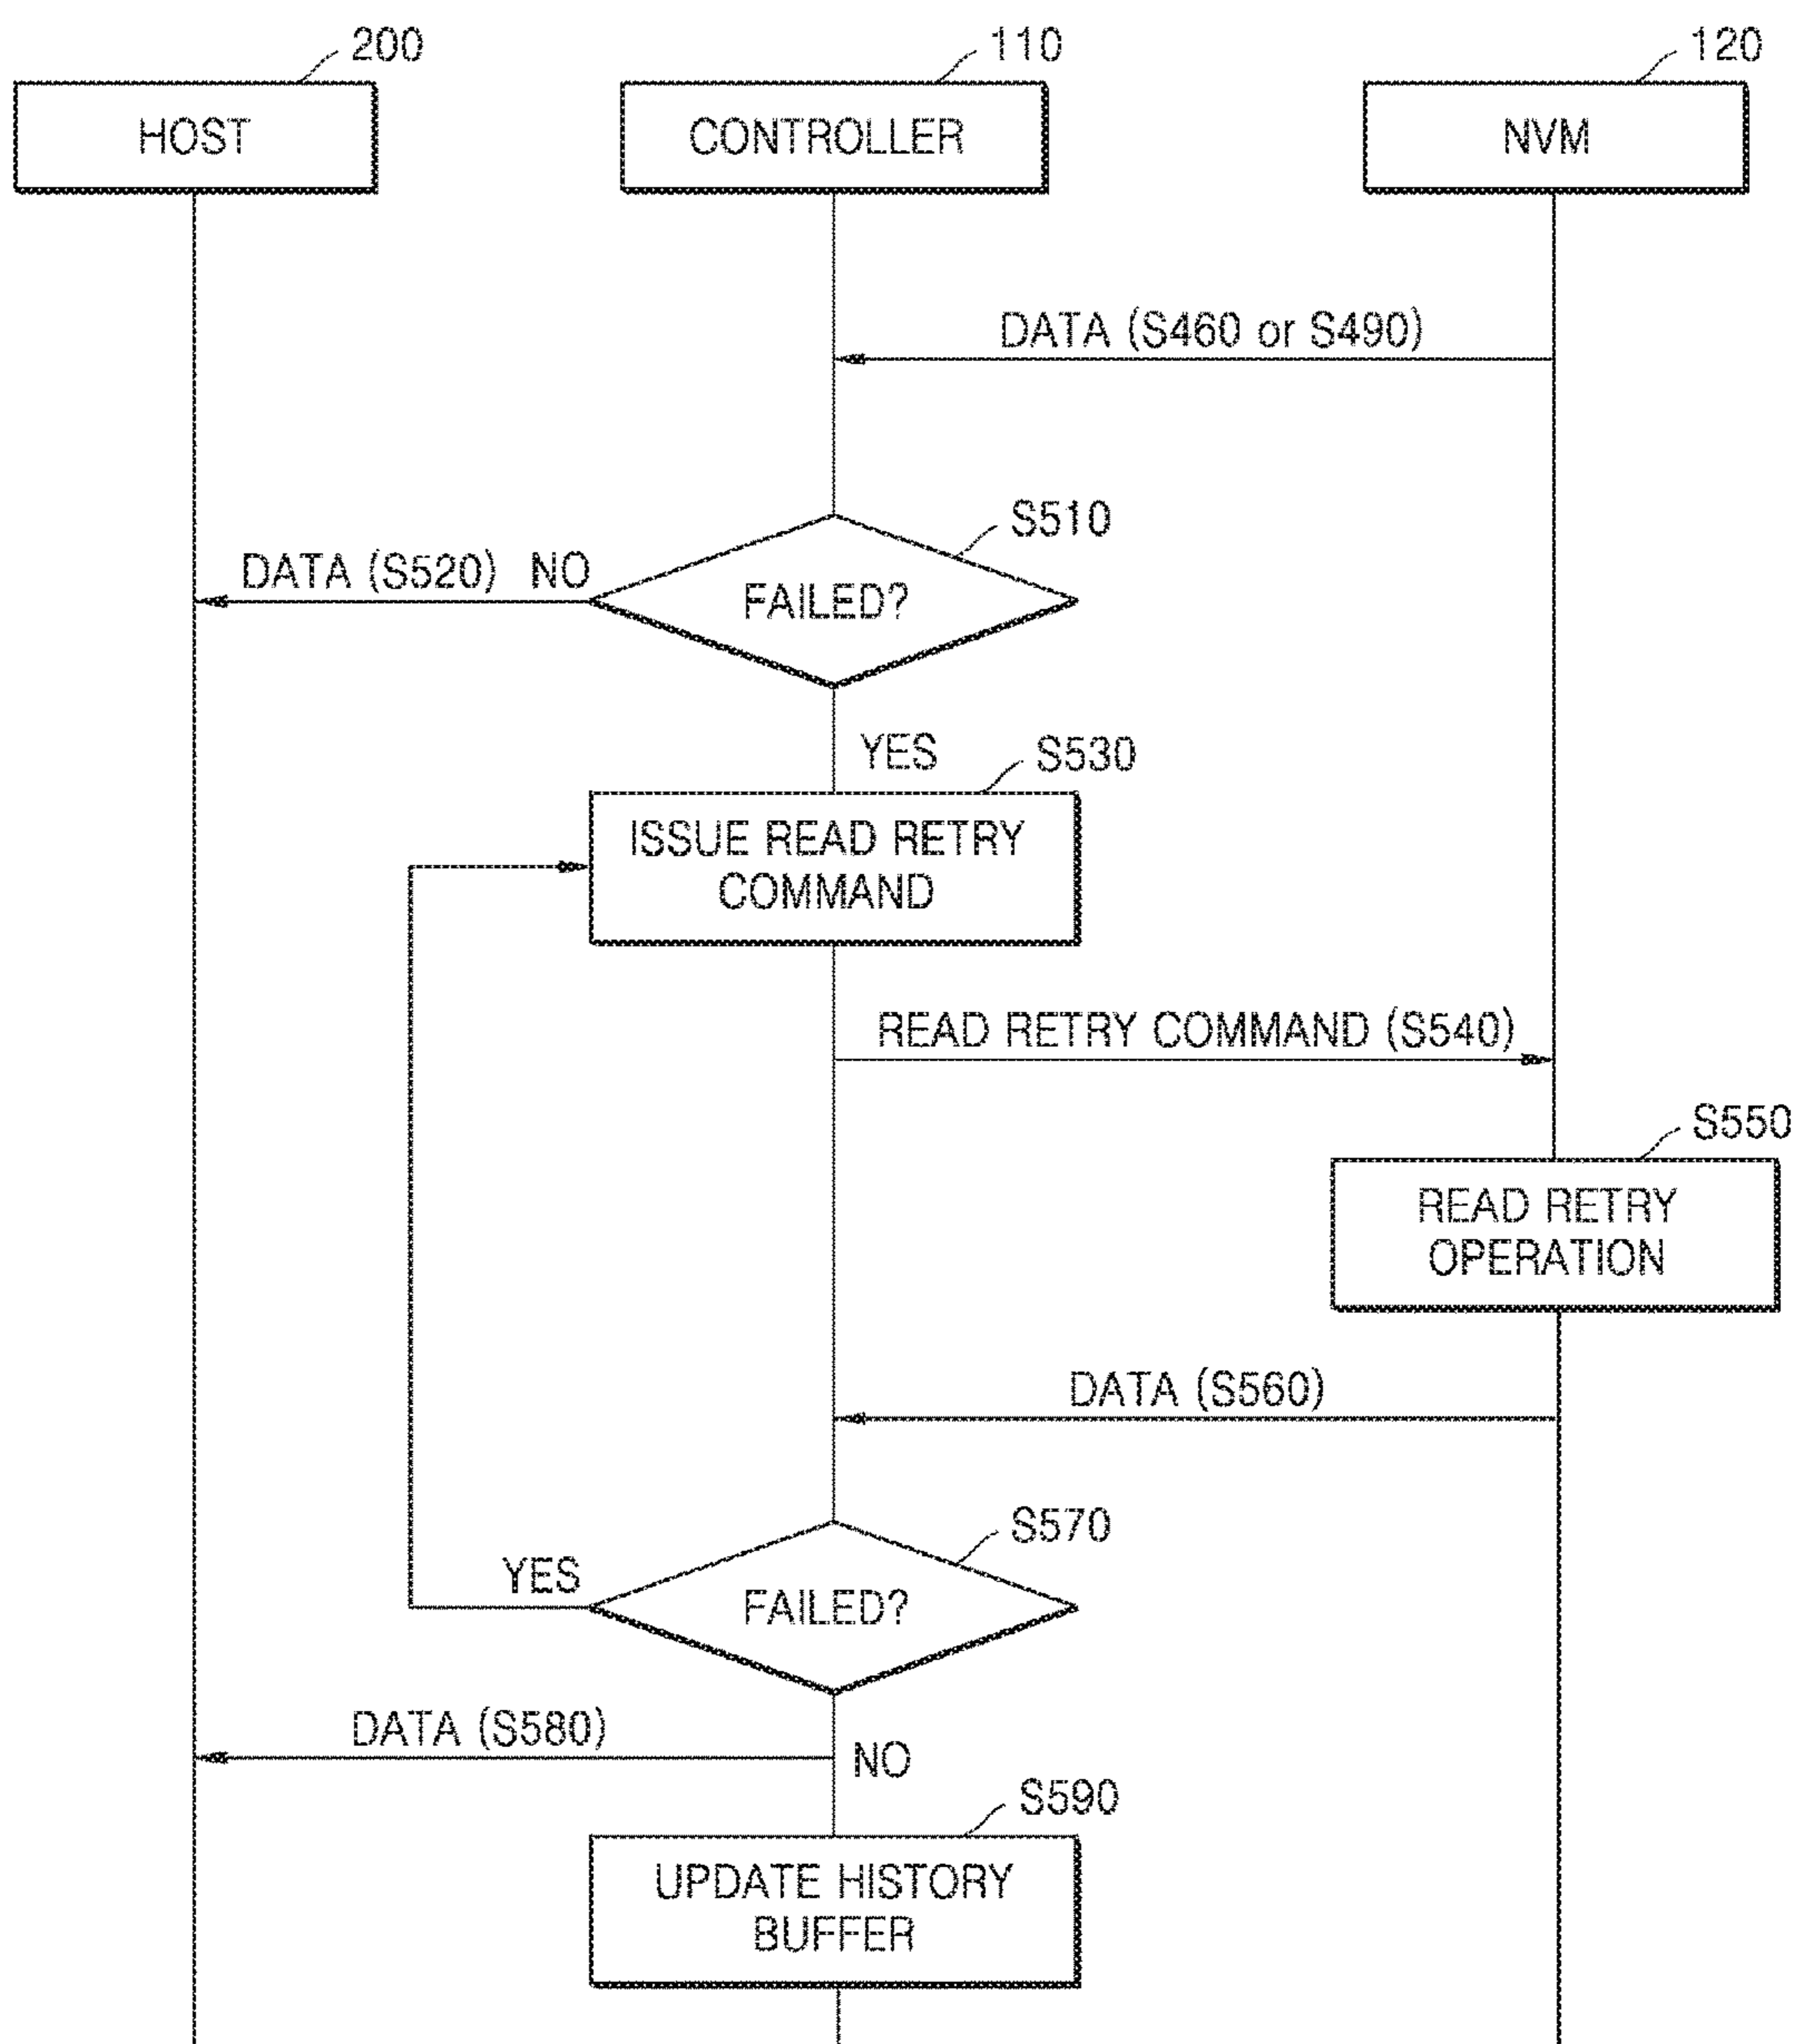 200
110
120
HOST
CONTROLLER
NVM
DATA (S460 or S490)
S510
DATA (S520) NO
FAILED?
YES
S530
ISSUE READ RETRY
COMMAND
READ RETRY COMMAND (S540)
S550
READ RETRY
OPERATION
DATA (S560)
S570
YES
FAILED?
DATA (S580)
NO
S590
UPDATE HISTORY
BUFFER